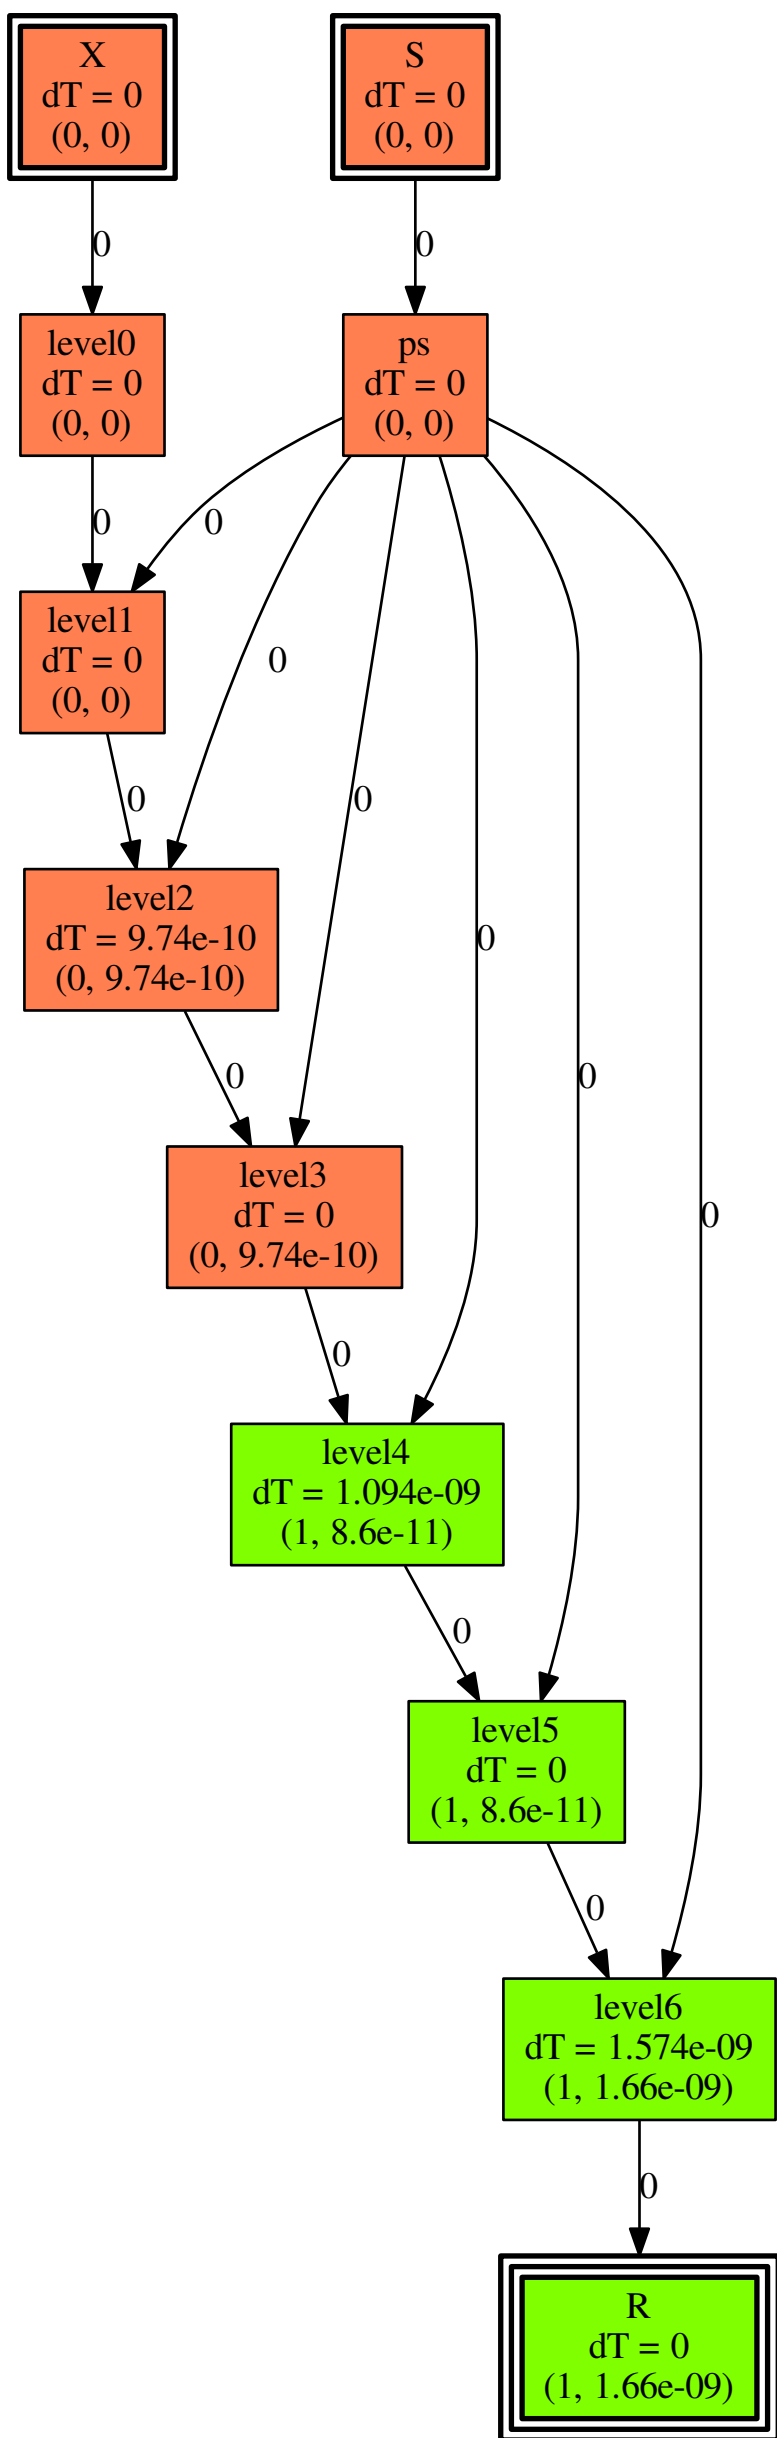 X
dT = 0
(0, 0)
S
dT = 0
(0, 0)
0
0
level0
dT = 0
(0, 0)
ps
dT = 0
(0, 0)
0
0
level1
dT = 0
(0, 0)
0
0
0
level2
dT = 9.74e-10
(0, 9.74e-10)
0
0
0
level3
dT = 0
(0, 9.74e-10)
0
0
level4
dT = 1.094e-09
(1, 8.6e-11)
0
level5
dT = 0
(1, 8.6e-11)
0
level6
dT = 1.574e-09
(1, 1.66e-09)
0
R
dT = 0
(1, 1.66e-09)